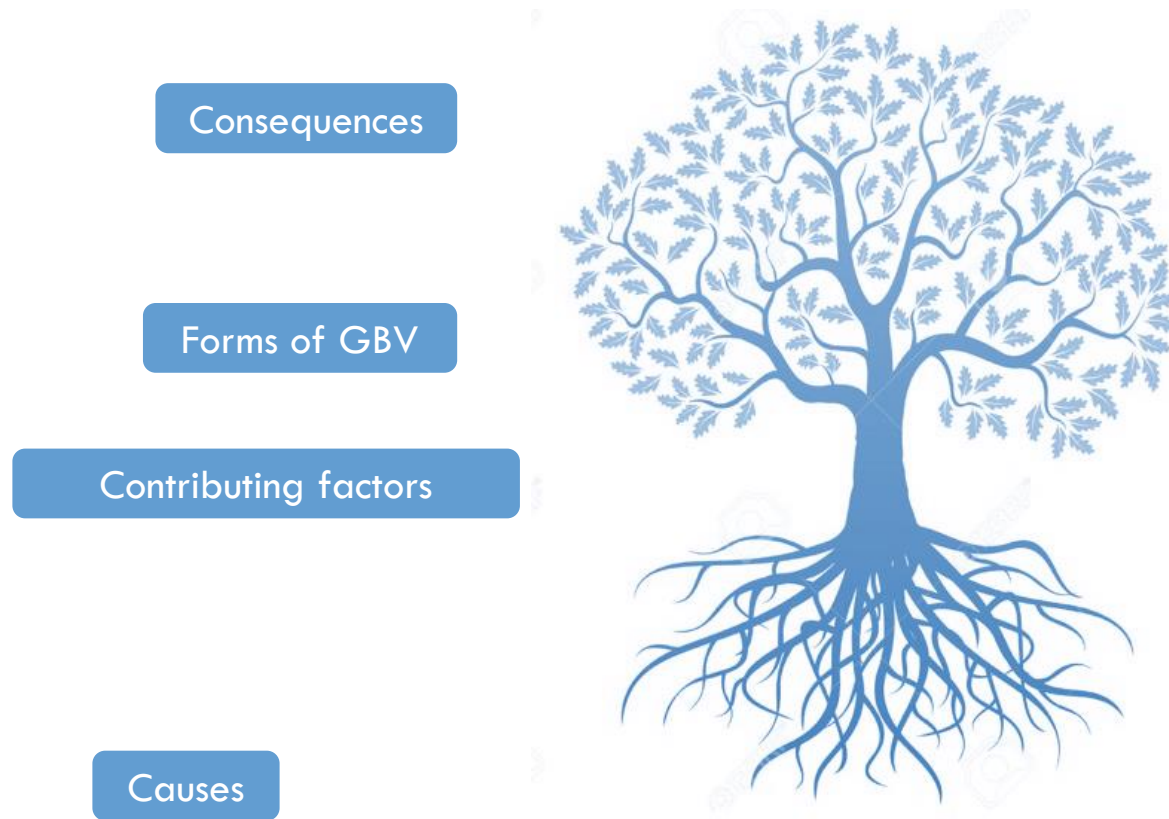 Consequences
Forms of GBV
Contributing factors
Causes